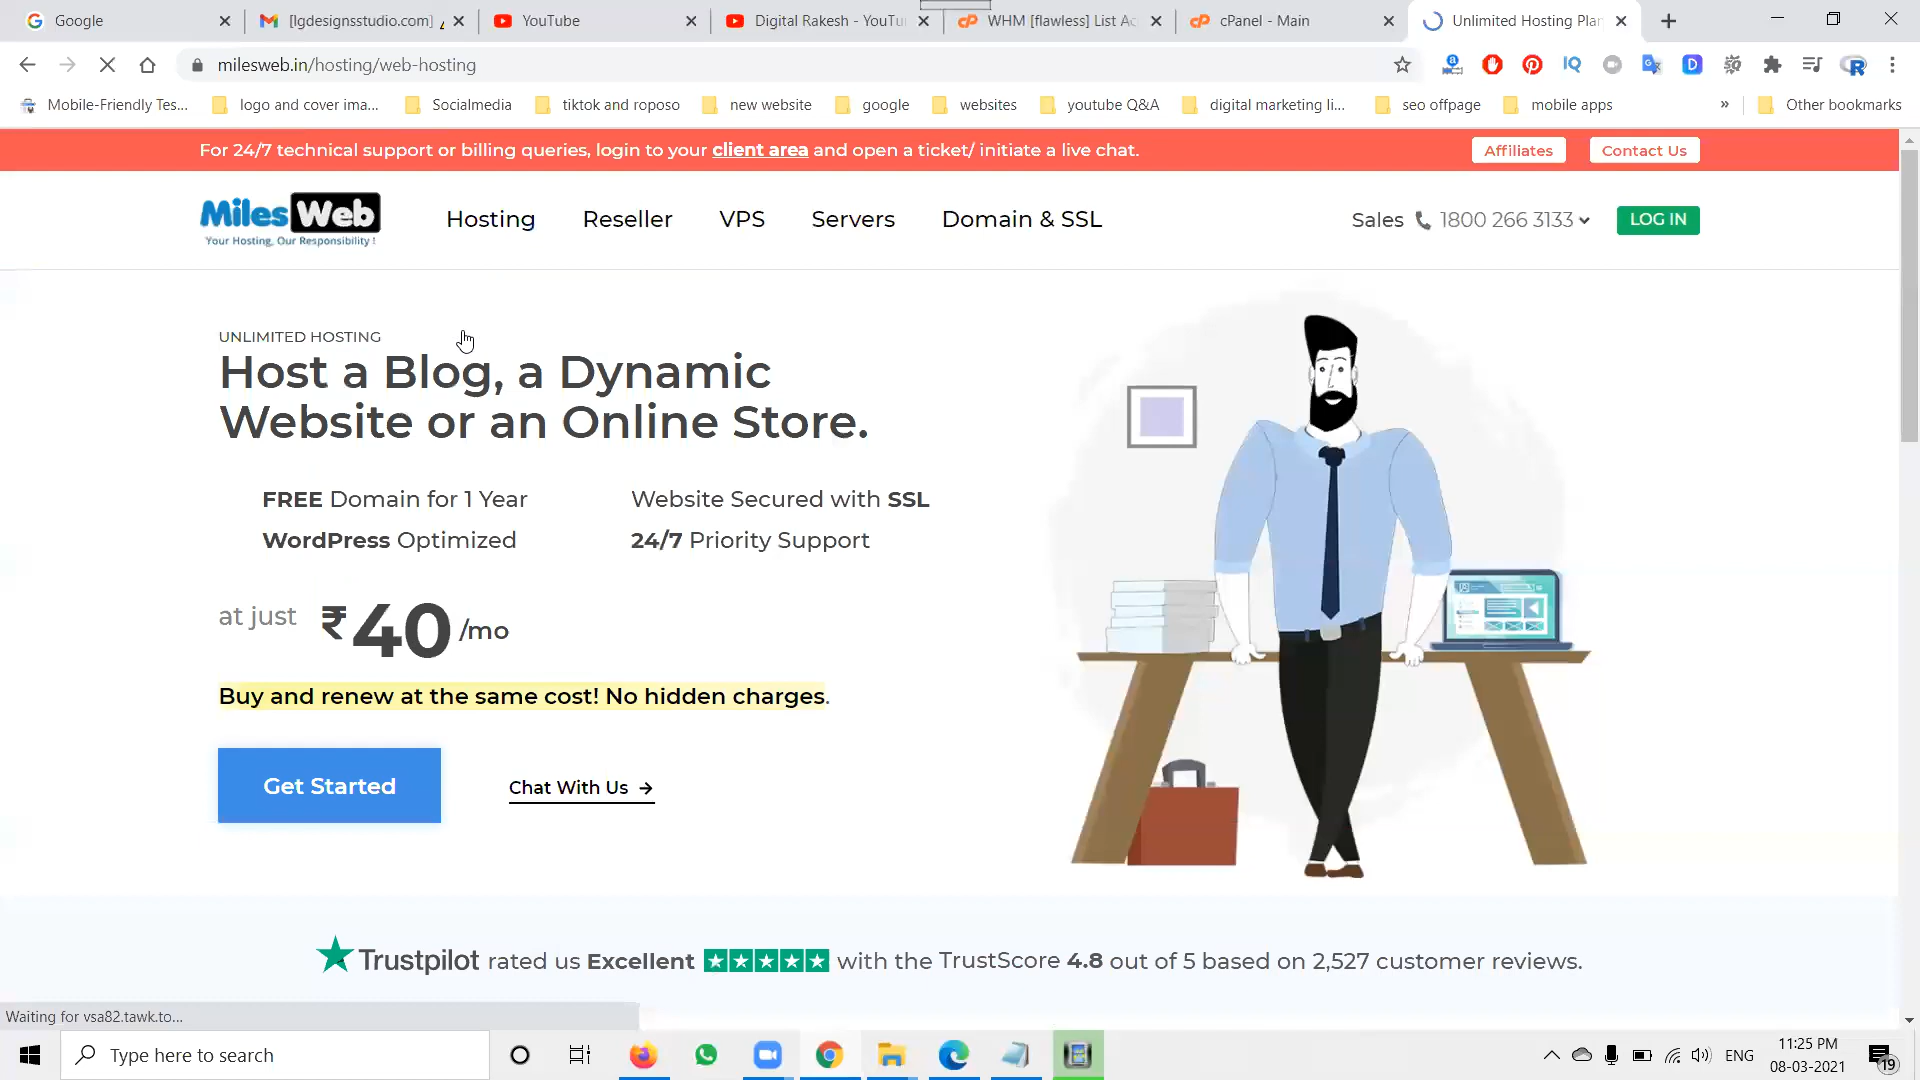 Google
[lgdesignsstudio.com]
YouTube
Digital Rakesh - YouTu
WHM [flawless] List Ac
cPanel - Main
Unlimited Hosting Plan
milesweb.in/hosting/web-hosting
Mobile-Friendly Tes...
logo and cover ima...
Socialmedia
tiktok and roposo
new website
google
websites
youtube Q&A
digital marketing li...
seo offpage
mobile apps
»
Other bookmarks
For 24/7 technical support or billing queries, login to your client area and open a ticket/ initiate a live chat.
Affiliates
Contact Us
MilesWeb
Your Hosting, Our Responsibility !
Hosting
Reseller
VPS
Servers
Domain & SSL
Sales 1800 266 3133
LOG IN
UNLIMITED HOSTING
Host a Blog, a Dynamic
Website or an Online Store.
FREE Domain for 1 Year
Website Secured with SSL
WordPress Optimized
24/7 Priority Support
at just ₹40 /mo
Buy and renew at the same cost! No hidden charges.
Get Started
Chat With Us →
Trustpilot rated us Excellent with the TrustScore 4.8 out of 5 based on 2,527 customer reviews.
Waiting for vsa82.tawk.to...
Type here to search
ENG
11:25 PM
08-03-2021
19